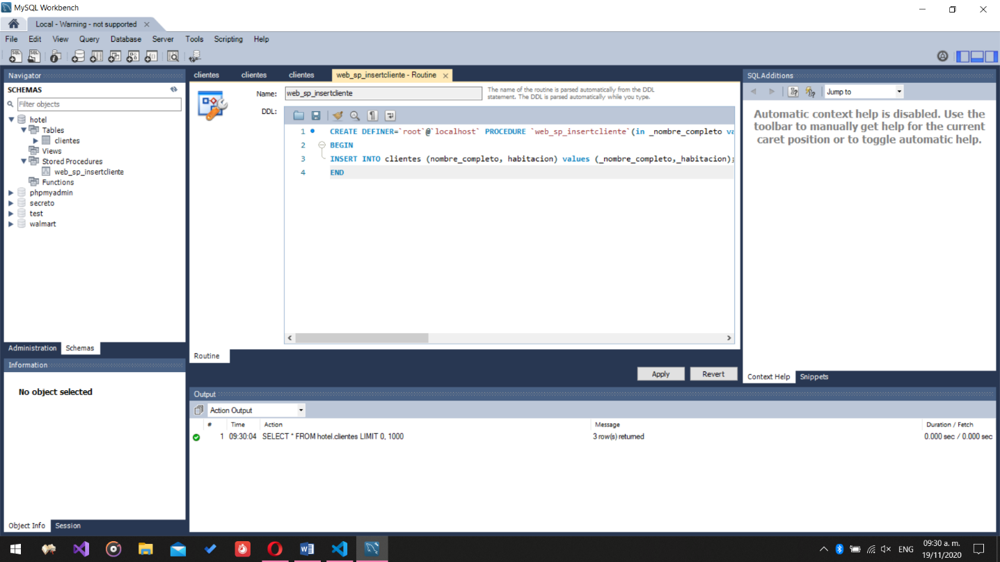 MySQL Workbench
Local - Warning - not supported
File Edit View Query Database Server Tools Scripting Help
Navigator
SCHEMAS
Filter objects
hotel
Tables
clientes
Views
Stored Procedures
web_sp_insertcliente
Functions
phpmyadmin
secreto
test
walmart
Administration Schemas
Information
No object selected
Object Info Session
clientes clientes clientes web_sp_insertcliente - Routine
Name: web_sp_insertcliente
The name of the routine is parsed automatically from the DDL
statement. The DDL is parsed automatically while you type.
DDL:
1 CREATE DEFINER=`root`@`localhost` PROCEDURE `web_sp_insertcliente`(in _nombre_completo va
2 BEGIN
3 INSERT INTO clientes (nombre_completo, habitacion) values (_nombre_completo,_habitacion);
4 END
Routine
Apply Revert
SQLAdditions
Jump to
Automatic context help is disabled. Use the
toolbar to manually get help for the current
caret position or to toggle automatic help.
Context Help Snippets
Output
Action Output
# Time Action Message Duration / Fetch
1 09:30:04 SELECT * FROM hotel.clientes LIMIT 0, 1000 3 row(s) returned 0.000 sec / 0.000 sec
ENG
09:30 a. m.
19/11/2020